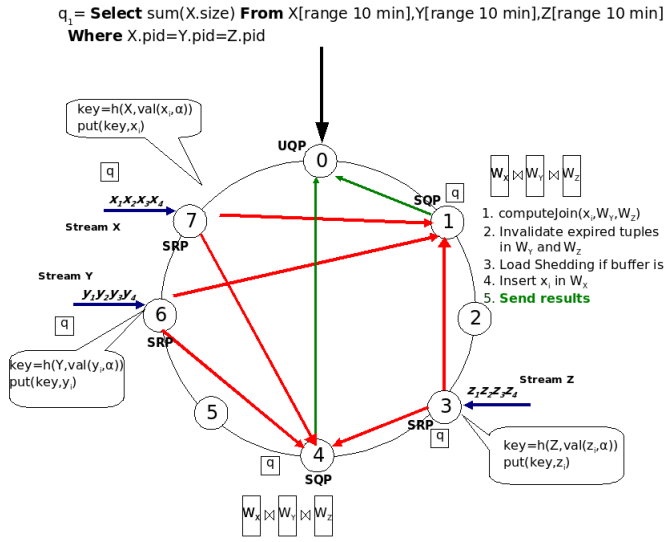 q1= Select sum(X.size) From X[range 10 min],Y[range 10 min],Z[range 10 min]
Where X.pid=Y.pid=Z.pid
key=h(X,val(xi,α))
put(key,xi)
UQP
0
q
x1x2x3x4
Stream X
7
SRP
SQP
q
1
WX ⋈ WY ⋈ WZ
1. computeJoin(xi,WY,WZ)
2. Invalidate expired tuples
in WY and WZ
3. Load Shedding if buffer is
4. Insert xi in WX
5. Send results
Stream Y
y1y2y3y4
q
6
SRP
2
key=h(Y,val(yi,α))
put(key,yi)
5
Stream Z
z1z2z3z4
3
SRP
q
4
q
SQP
key=h(Z,val(zi,α))
put(key,zi)
WX ⋈ WY ⋈ WZ